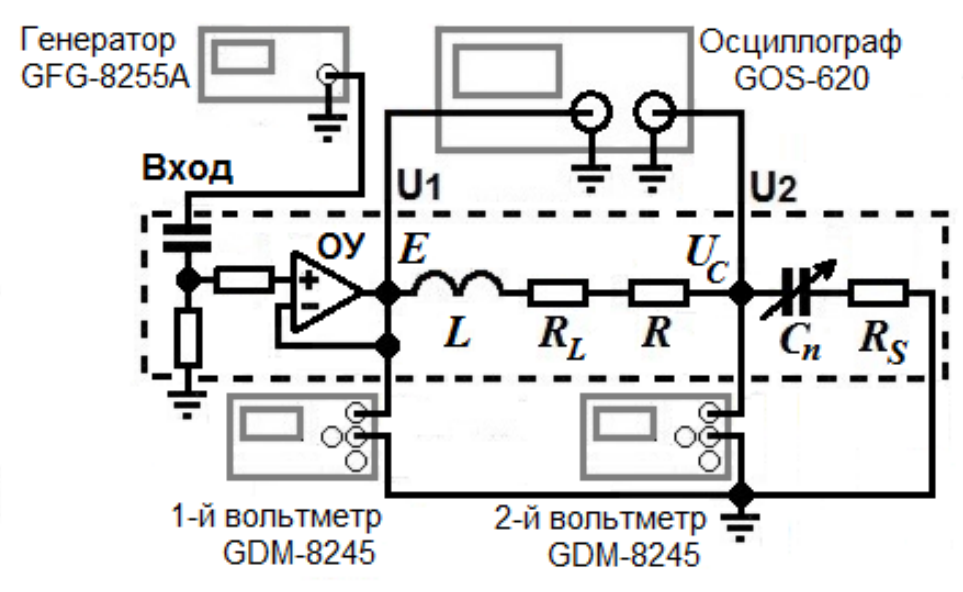 Генератор
GFG-8255A
Осциллограф
GOS-620
Вход
U1
U2
ОУ
E
U_C
+
−
L
R_L
R
C_n
R_S
1-й вольтметр
GDM-8245
2-й вольтметр
GDM-8245